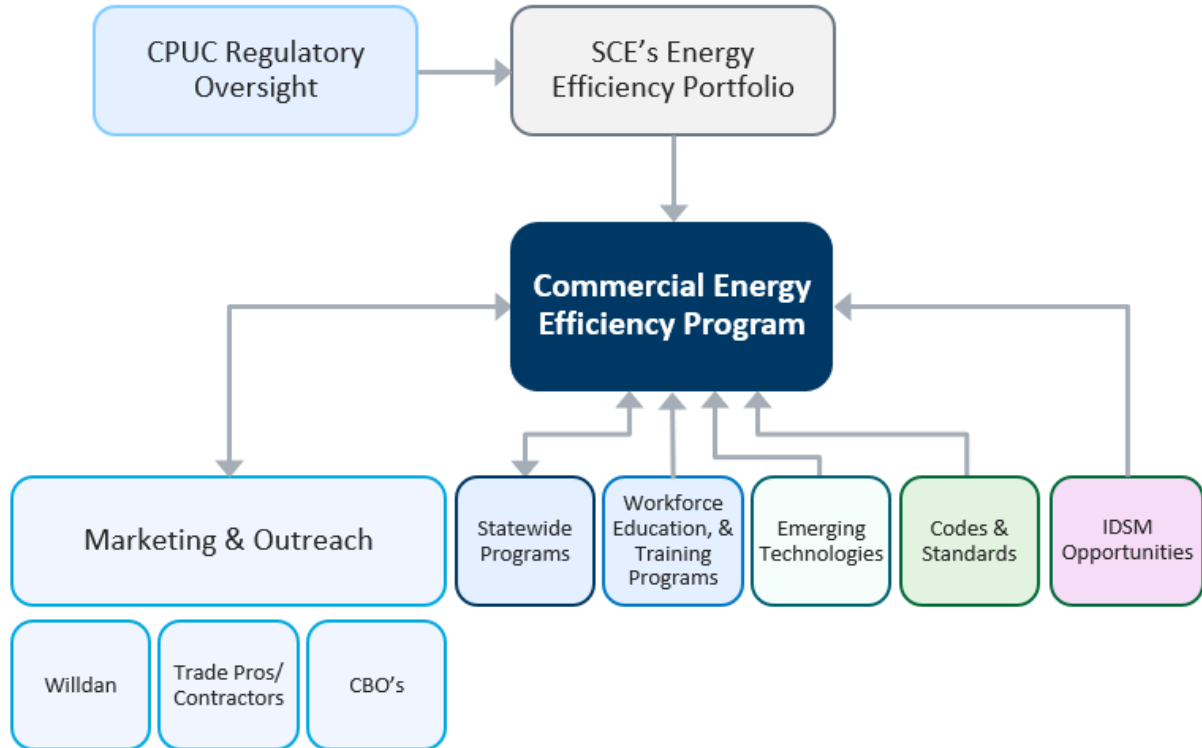 CPUC Regulatory
Oversight
SCE’s Energy
Efficiency Portfolio
Commercial Energy
Efficiency Program
Marketing & Outreach
Statewide
Programs
Workforce
Education, &
Training
Programs
Emerging
Technologies
Codes &
Standards
IDSM
Opportunities
Willdan
Trade Pros/
Contractors
CBO’s